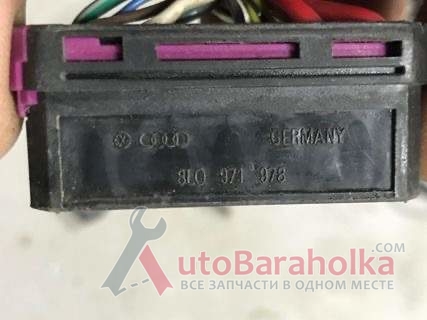 GERMANY
8L0 971 978
AutoBaraholka.com
ВСЕ ЗАПЧАСТИ В ОДНОМ МЕСТЕ